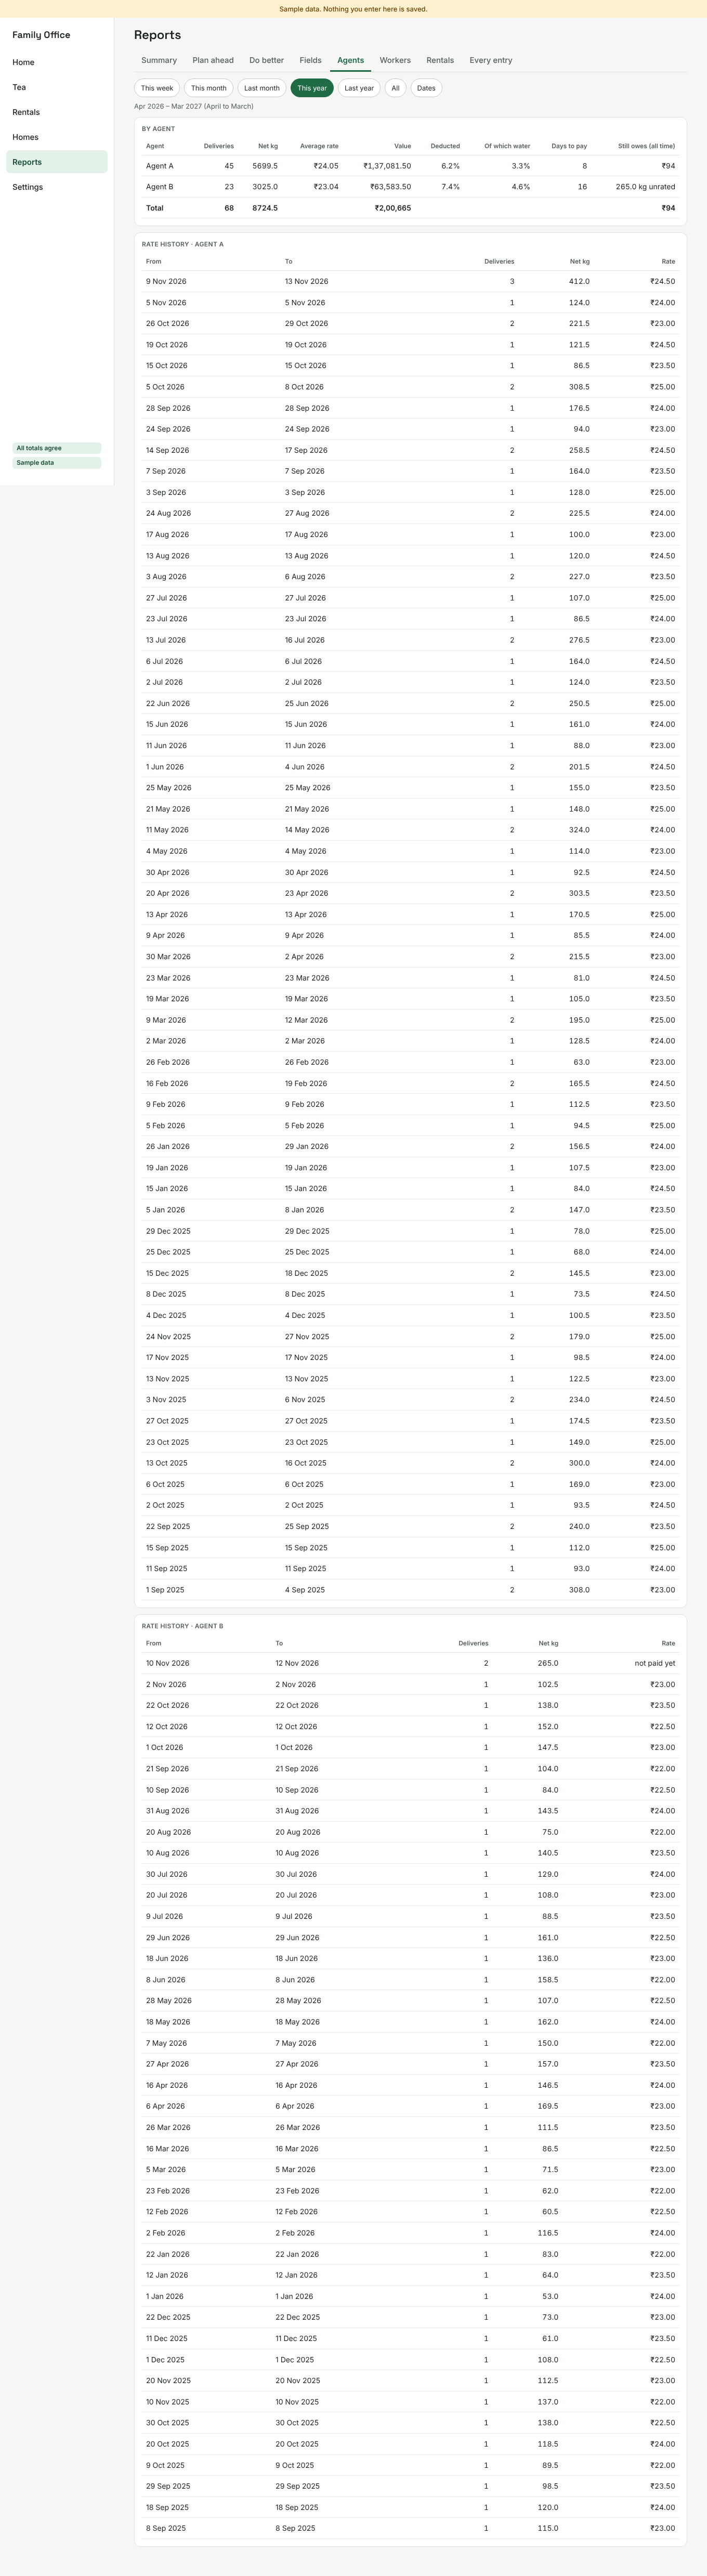 Sample data. Nothing you enter here is saved.
Family Office
Home
Tea
Rentals
Homes
Reports
Settings
All totals agree
Sample data
Reports
Summary Plan ahead Do better Fields Agents Workers Rentals Every entry
This week This month Last month This year Last year All Dates
Apr 2026 – Mar 2027 (April to March)
BY AGENT
Agent Deliveries Net kg Average rate Value Deducted Of which water Days to pay Still owes (all time)
Agent A 45 5699.5 ₹24.05 ₹1,37,081.50 6.2% 3.3% 8 ₹94
Agent B 23 3025.0 ₹23.04 ₹63,583.50 7.4% 4.6% 16 265.0 kg unrated
Total 68 8724.5 ₹2,00,665 ₹94
RATE HISTORY · AGENT A
From To Deliveries Net kg Rate
9 Nov 2026 13 Nov 2026 3 412.0 ₹24.50
5 Nov 2026 5 Nov 2026 1 124.0 ₹24.00
26 Oct 2026 29 Oct 2026 2 221.5 ₹23.00
19 Oct 2026 19 Oct 2026 1 121.5 ₹24.50
15 Oct 2026 15 Oct 2026 1 86.5 ₹23.50
5 Oct 2026 8 Oct 2026 2 308.5 ₹25.00
28 Sep 2026 28 Sep 2026 1 176.5 ₹24.00
24 Sep 2026 24 Sep 2026 1 94.0 ₹23.00
14 Sep 2026 17 Sep 2026 2 258.5 ₹24.50
7 Sep 2026 7 Sep 2026 1 164.0 ₹23.50
3 Sep 2026 3 Sep 2026 1 128.0 ₹25.00
24 Aug 2026 27 Aug 2026 2 225.5 ₹24.00
17 Aug 2026 17 Aug 2026 1 100.0 ₹23.00
13 Aug 2026 13 Aug 2026 1 120.0 ₹24.50
3 Aug 2026 6 Aug 2026 2 227.0 ₹23.50
27 Jul 2026 27 Jul 2026 1 107.0 ₹25.00
23 Jul 2026 23 Jul 2026 1 86.5 ₹24.00
13 Jul 2026 16 Jul 2026 2 276.5 ₹23.00
6 Jul 2026 6 Jul 2026 1 164.0 ₹24.50
2 Jul 2026 2 Jul 2026 1 124.0 ₹23.50
22 Jun 2026 25 Jun 2026 2 250.5 ₹25.00
15 Jun 2026 15 Jun 2026 1 161.0 ₹24.00
11 Jun 2026 11 Jun 2026 1 88.0 ₹23.00
1 Jun 2026 4 Jun 2026 2 201.5 ₹24.50
25 May 2026 25 May 2026 1 155.0 ₹23.50
21 May 2026 21 May 2026 1 148.0 ₹25.00
11 May 2026 14 May 2026 2 324.0 ₹24.00
4 May 2026 4 May 2026 1 114.0 ₹23.00
30 Apr 2026 30 Apr 2026 1 92.5 ₹24.50
20 Apr 2026 23 Apr 2026 2 303.5 ₹23.50
13 Apr 2026 13 Apr 2026 1 170.5 ₹25.00
9 Apr 2026 9 Apr 2026 1 85.5 ₹24.00
30 Mar 2026 2 Apr 2026 2 215.5 ₹23.00
23 Mar 2026 23 Mar 2026 1 81.0 ₹24.50
19 Mar 2026 19 Mar 2026 1 105.0 ₹23.50
9 Mar 2026 12 Mar 2026 2 195.0 ₹25.00
2 Mar 2026 2 Mar 2026 1 128.5 ₹24.00
26 Feb 2026 26 Feb 2026 1 63.0 ₹23.00
16 Feb 2026 19 Feb 2026 2 165.5 ₹24.50
9 Feb 2026 9 Feb 2026 1 112.5 ₹23.50
5 Feb 2026 5 Feb 2026 1 94.5 ₹25.00
26 Jan 2026 29 Jan 2026 2 156.5 ₹24.00
19 Jan 2026 19 Jan 2026 1 107.5 ₹23.00
15 Jan 2026 15 Jan 2026 1 84.0 ₹24.50
5 Jan 2026 8 Jan 2026 2 147.0 ₹23.50
29 Dec 2025 29 Dec 2025 1 78.0 ₹25.00
25 Dec 2025 25 Dec 2025 1 68.0 ₹24.00
15 Dec 2025 18 Dec 2025 2 145.5 ₹23.00
8 Dec 2025 8 Dec 2025 1 73.5 ₹24.50
4 Dec 2025 4 Dec 2025 1 100.5 ₹23.50
24 Nov 2025 27 Nov 2025 2 179.0 ₹25.00
17 Nov 2025 17 Nov 2025 1 98.5 ₹24.00
13 Nov 2025 13 Nov 2025 1 122.5 ₹23.00
3 Nov 2025 6 Nov 2025 2 234.0 ₹24.50
27 Oct 2025 27 Oct 2025 1 174.5 ₹23.50
23 Oct 2025 23 Oct 2025 1 149.0 ₹25.00
13 Oct 2025 16 Oct 2025 2 300.0 ₹24.00
6 Oct 2025 6 Oct 2025 1 169.0 ₹23.00
2 Oct 2025 2 Oct 2025 1 93.5 ₹24.50
22 Sep 2025 25 Sep 2025 2 240.0 ₹23.50
15 Sep 2025 15 Sep 2025 1 112.0 ₹25.00
11 Sep 2025 11 Sep 2025 1 93.0 ₹24.00
1 Sep 2025 4 Sep 2025 2 308.0 ₹23.00
RATE HISTORY · AGENT B
From To Deliveries Net kg Rate
10 Nov 2026 12 Nov 2026 2 265.0 not paid yet
2 Nov 2026 2 Nov 2026 1 102.5 ₹23.00
22 Oct 2026 22 Oct 2026 1 138.0 ₹23.50
12 Oct 2026 12 Oct 2026 1 152.0 ₹22.50
1 Oct 2026 1 Oct 2026 1 147.5 ₹23.00
21 Sep 2026 21 Sep 2026 1 104.0 ₹22.00
10 Sep 2026 10 Sep 2026 1 84.0 ₹22.50
31 Aug 2026 31 Aug 2026 1 143.5 ₹24.00
20 Aug 2026 20 Aug 2026 1 75.0 ₹22.00
10 Aug 2026 10 Aug 2026 1 140.5 ₹23.50
30 Jul 2026 30 Jul 2026 1 129.0 ₹24.00
20 Jul 2026 20 Jul 2026 1 108.0 ₹23.00
9 Jul 2026 9 Jul 2026 1 88.5 ₹23.50
29 Jun 2026 29 Jun 2026 1 161.0 ₹22.50
18 Jun 2026 18 Jun 2026 1 136.0 ₹23.00
8 Jun 2026 8 Jun 2026 1 158.5 ₹22.00
28 May 2026 28 May 2026 1 107.0 ₹22.50
18 May 2026 18 May 2026 1 162.0 ₹24.00
7 May 2026 7 May 2026 1 150.0 ₹22.00
27 Apr 2026 27 Apr 2026 1 157.0 ₹23.50
16 Apr 2026 16 Apr 2026 1 146.5 ₹24.00
6 Apr 2026 6 Apr 2026 1 169.5 ₹23.00
26 Mar 2026 26 Mar 2026 1 111.5 ₹23.50
16 Mar 2026 16 Mar 2026 1 86.5 ₹22.50
5 Mar 2026 5 Mar 2026 1 71.5 ₹23.00
23 Feb 2026 23 Feb 2026 1 62.0 ₹22.00
12 Feb 2026 12 Feb 2026 1 60.5 ₹22.50
2 Feb 2026 2 Feb 2026 1 116.5 ₹24.00
22 Jan 2026 22 Jan 2026 1 83.0 ₹22.00
12 Jan 2026 12 Jan 2026 1 64.0 ₹23.50
1 Jan 2026 1 Jan 2026 1 53.0 ₹24.00
22 Dec 2025 22 Dec 2025 1 73.0 ₹23.00
11 Dec 2025 11 Dec 2025 1 61.0 ₹23.50
1 Dec 2025 1 Dec 2025 1 108.0 ₹22.50
20 Nov 2025 20 Nov 2025 1 112.5 ₹23.00
10 Nov 2025 10 Nov 2025 1 137.0 ₹22.00
30 Oct 2025 30 Oct 2025 1 138.0 ₹22.50
20 Oct 2025 20 Oct 2025 1 118.5 ₹24.00
9 Oct 2025 9 Oct 2025 1 89.5 ₹22.00
29 Sep 2025 29 Sep 2025 1 98.5 ₹23.50
18 Sep 2025 18 Sep 2025 1 120.0 ₹24.00
8 Sep 2025 8 Sep 2025 1 115.0 ₹23.00